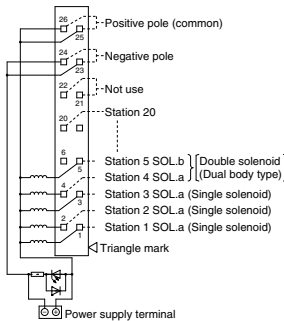 26
Positive pole (common)
25
24
Negative pole
23
22
Not use
21
20
Station 20
6
Station 5 SOL.b
5
Double solenoid
(Dual body type)
Station 4 SOL.a
4
Station 3 SOL.a (Single solenoid)
3
Station 2 SOL.a (Single solenoid)
2
Station 1 SOL.a (Single solenoid)
1
Triangle mark
Power supply terminal